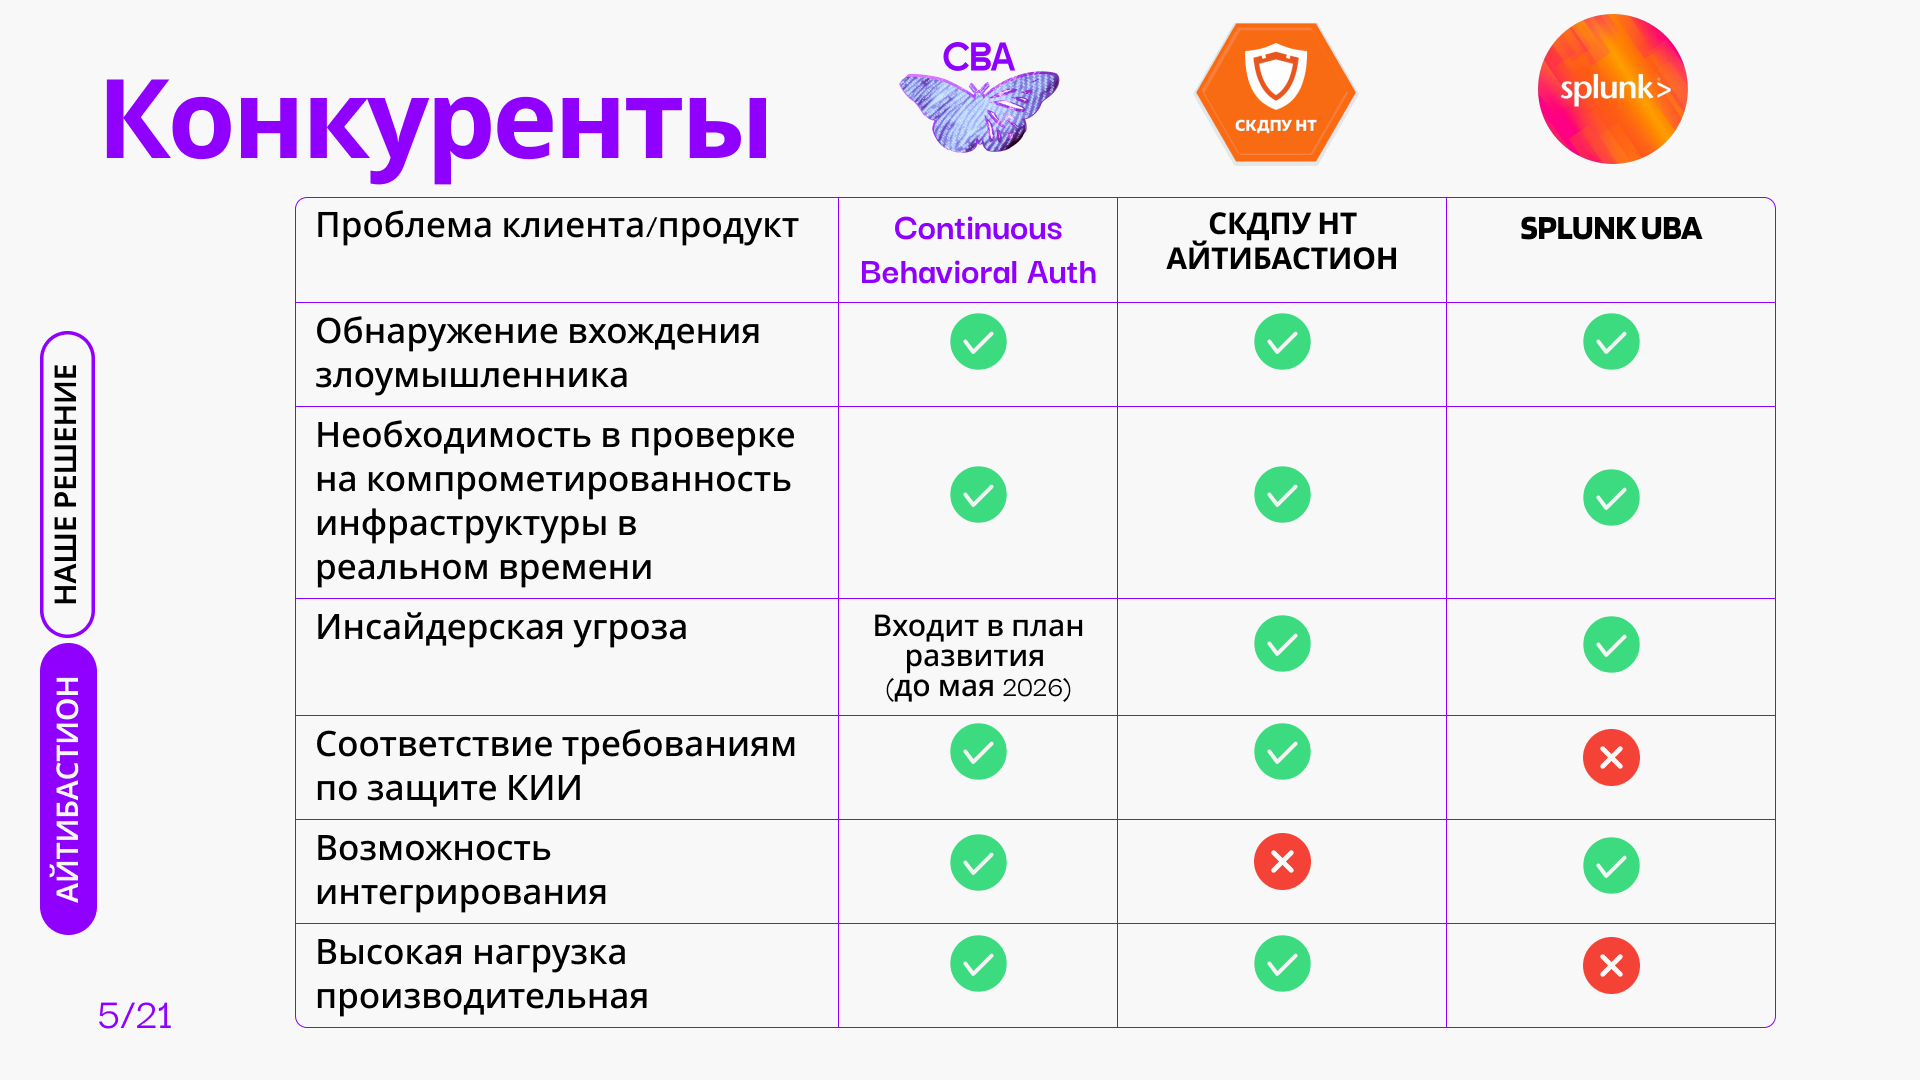 Конкуренты
CBA
СКДПУ НТ
splunk>
Проблема клиента/продукт
Continuous
Behavioral Auth
СКДПУ НТ
АЙТИБАСТИОН
SPLUNK UBA
Обнаружение вхождения
злоумышленника
Необходимость в проверке
на компрометированность
инфраструктуры в
реальном времени
Инсайдерская угроза
Входит в план
развития
(до мая 2026)
Соответствие требованиям
по защите КИИ
Возможность
интегрирования
Высокая нагрузка
производительная
НАШЕ РЕШЕНИЕ
АЙТИБАСТИОН
5/21